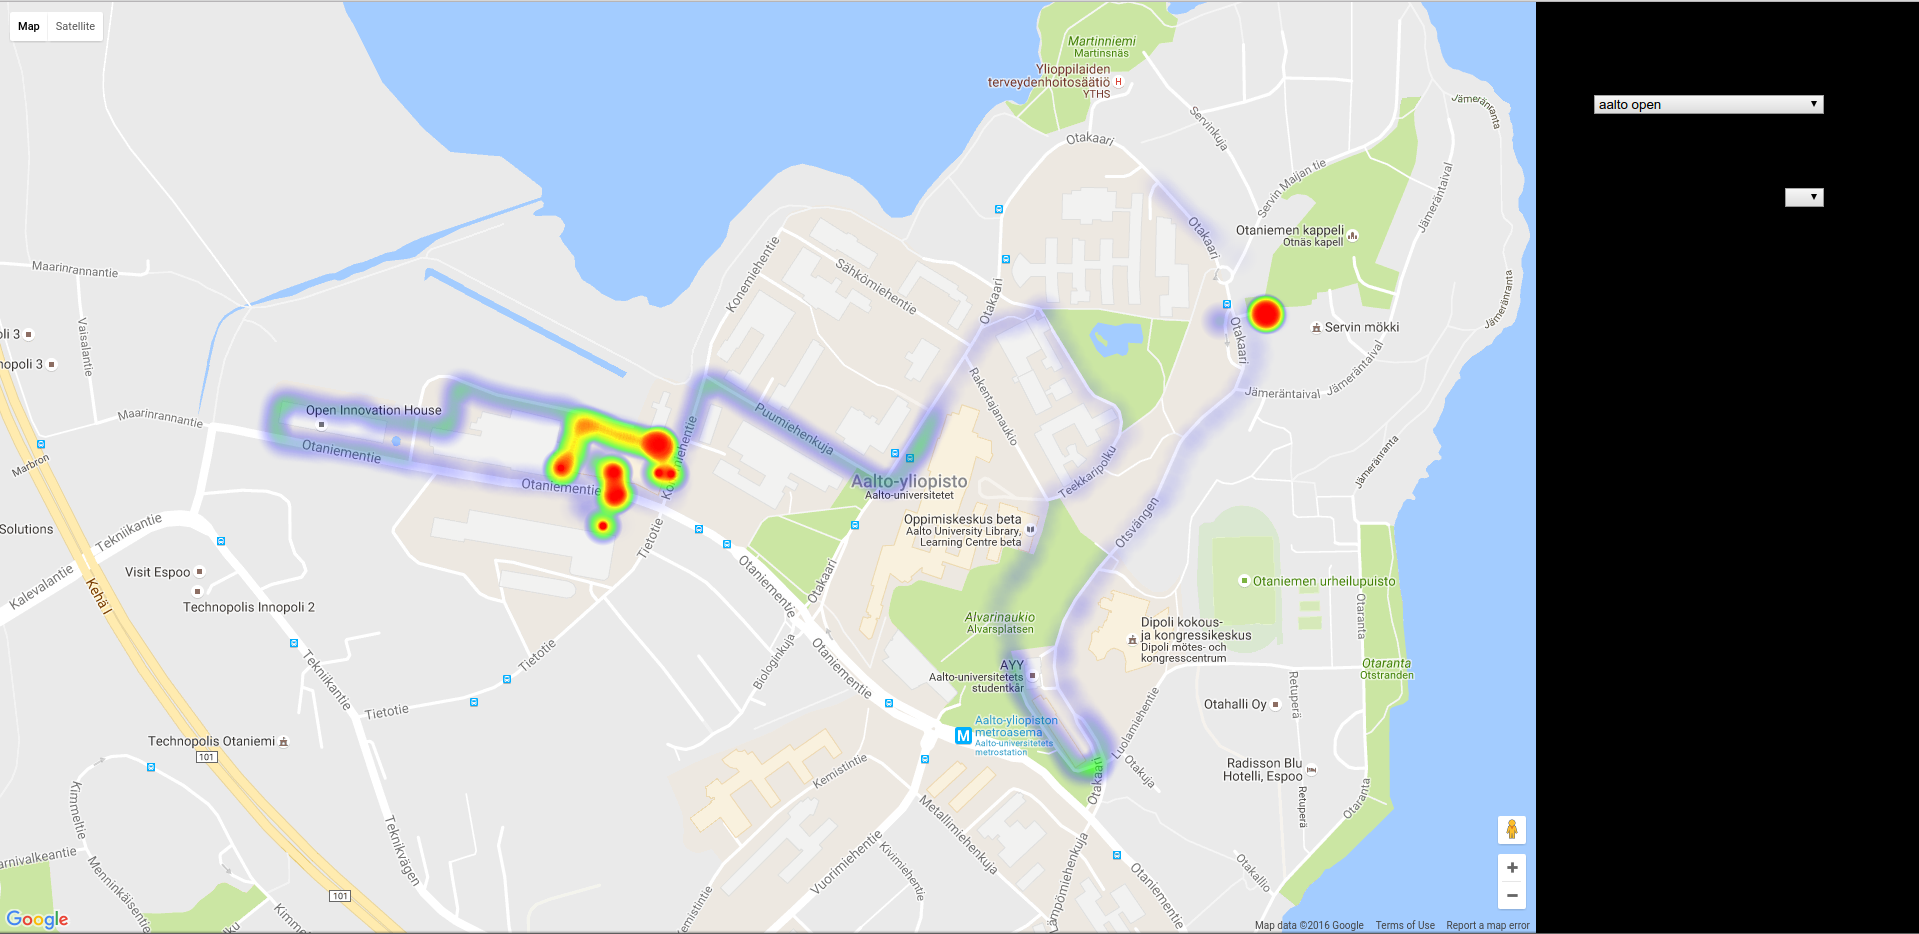 Map Satellite
Martinniemi
Martinsnäs
Ylioppilaiden
terveydenhoitosäätiö
YTHS
H
Otakaari
Servinkuja
Jämeränranta
aalto open
Servin Maijan tie
Jämeräntaival
Otaniemen kappeli
Otnäs kapell
Otakaari
Konemiehentie
Sähkömiehentie
Maarinrannantie
Otakaari
Jämeränranta
Vaisalantie
oli 3
nopoli 3
Otakaari
Servin mökki
Jämeräntaival
Jämeräntaival
Rakentajanaukio
Open Innovation House
Maarinrannantie
Puumiehenkuja
Otaniementie
Marbron
Teekkaripolku
Jämeränranta
Aalto-yliopisto
Aalto-universitetet
Otaniementie
Oppimiskeskus beta
Aalto University Library,
Learning Centre beta
Otsvängen
Solutions
Tekniikantie
Tietotie
Visit Espoo
Kalevalantie
Kehä I
Technopolis Innopoli 2
Otaniementie
Otakaari
Otaniemen urheilupuisto
Otaranta
Alvarinaukio
Alvarsplatsen
Dipoli kokous-
ja kongressikeskus
Dipoli mötes- och
kongresscentrum
Tietotie
Biologinkuja
Otaniementie
AYY
Aalto-universitetets
studentkår
Otaranta
Otstranden
Tekniikantie
Retuperä
Otahalli Oy
Tietotie
Luolamiehentie
M
Aalto-yliopiston
metroasema
Aalto-universitetets
metrostation
Technopolis Otaniemi
101
Otakaari
Otakuja
Radisson Blu
Hotelli, Espoo
Kemistintie
Retuperä
Otaranta
Kimmeltie
Teknikvägen
Metallimiehenkuja
Vuorimiehentie
Kivimiehentie
Otakallio
arnivalkeantie
Menninkäisentie
101
Otaniementie
Google
Map data ©2016 Google Terms of Use Report a map error